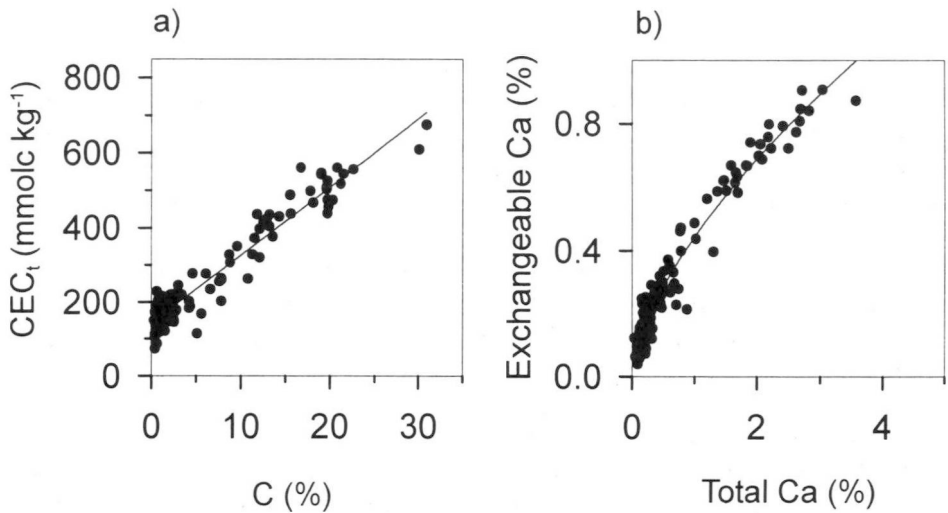 a)
CECₜ (mmolc kg⁻¹)
800
600
400
200
0
0 10 20 30
C (%)
b)
Exchangeable Ca (%)
0.8
0.4
0.0
0 2 4
Total Ca (%)